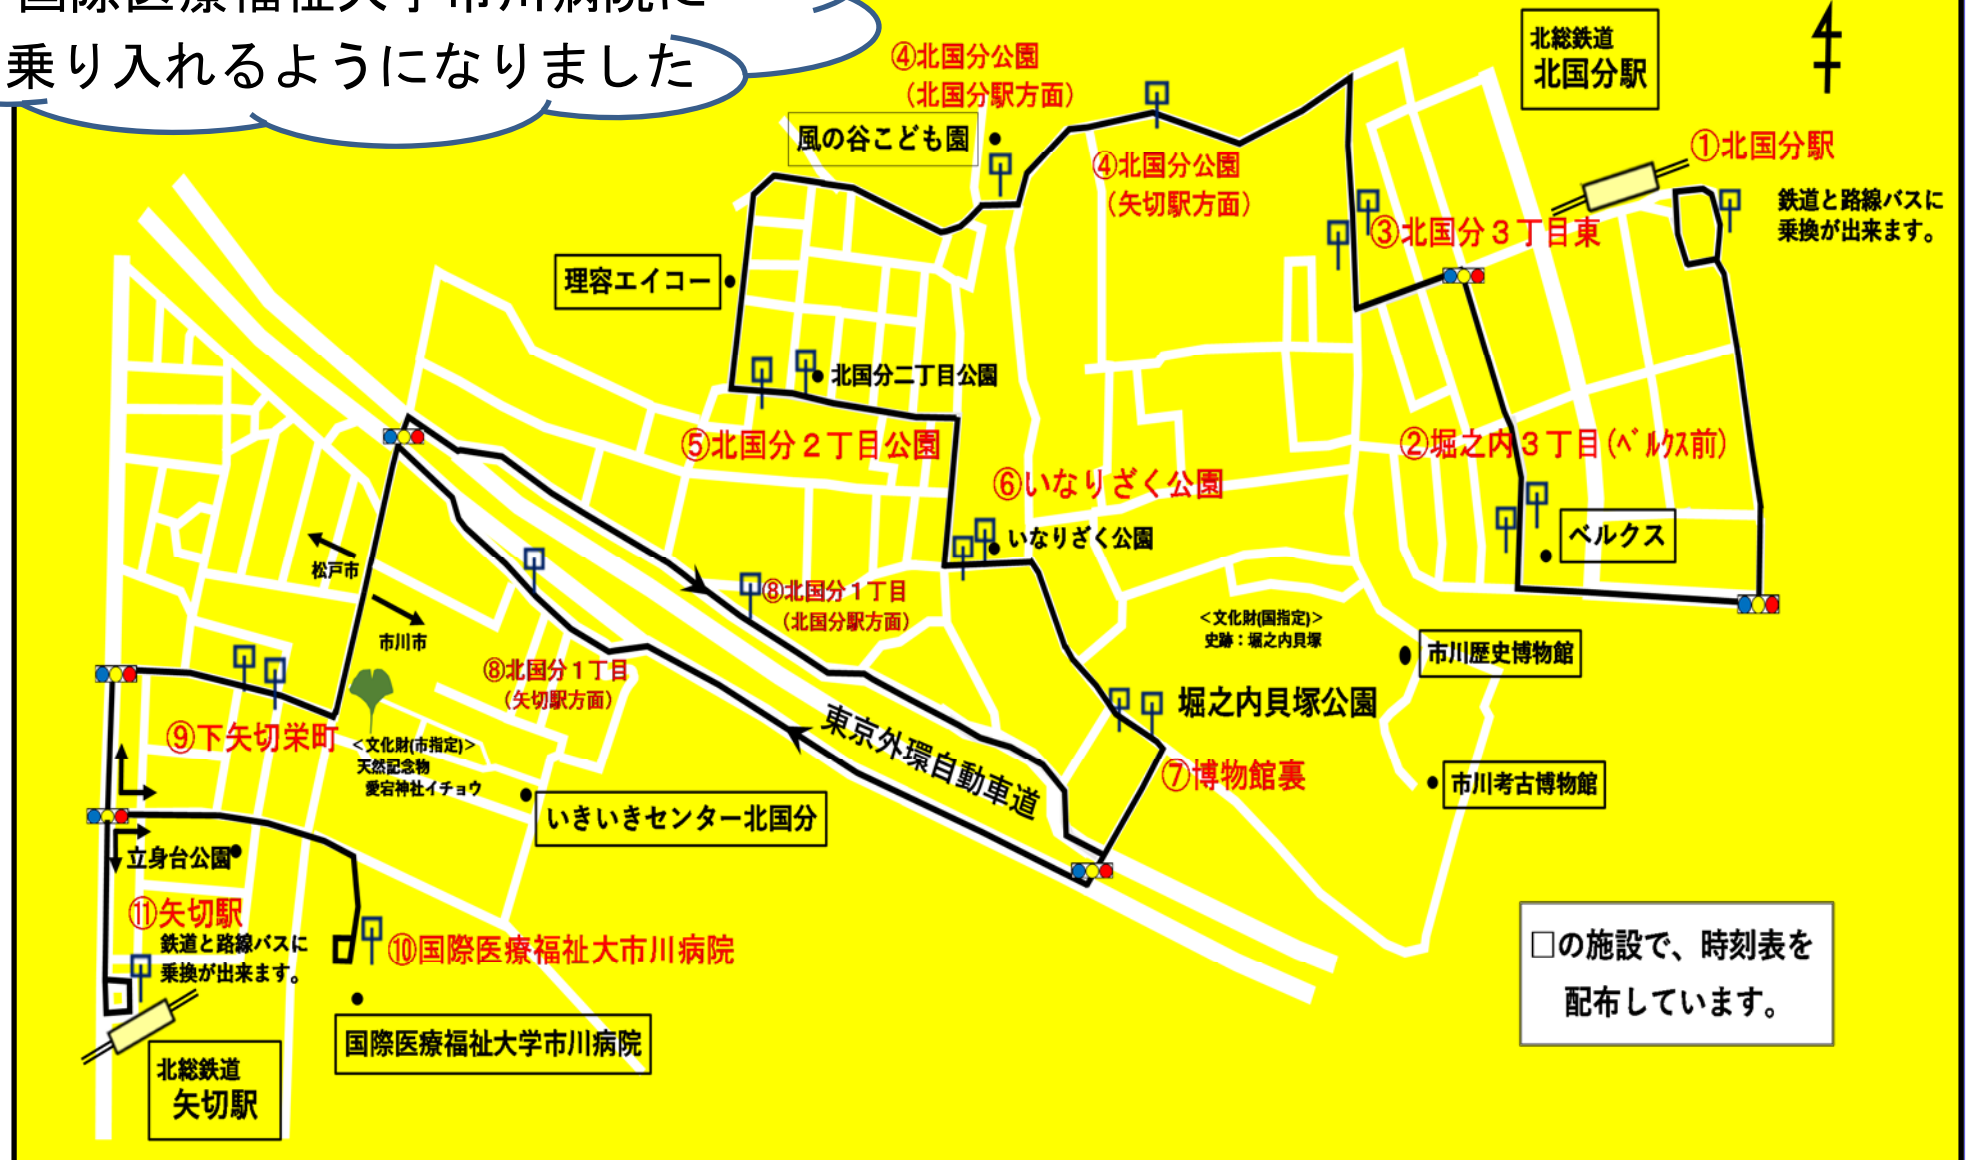 国際医療福祉大学市川病院に
乗り入れるようになりました
④北国分公園
（北国分駅方面）
風の谷こども園
④北国分公園
（矢切駅方面）
北総鉄道
北国分駅
①北国分駅
鉄道と路線バスに
乗換が出来ます。
③北国分３丁目東
理容エイコー
北国分二丁目公園
⑤北国分２丁目公園
②堀之内３丁目(ﾍﾞﾙｸｽ前)
⑥いなりざく公園
いなりざく公園
ベルクス
松戸市
市川市
⑧北国分１丁目
（北国分駅方面）
＜文化財(国指定)＞
史跡：堀之内貝塚
市川歴史博物館
⑧北国分１丁目
（矢切駅方面）
堀之内貝塚公園
⑨下矢切栄町
＜文化財(市指定)＞
天然記念物
愛宕神社イチョウ
東京外環自動車道
⑦博物館裏
市川考古博物館
いきいきセンター北国分
立身台公園
⑪矢切駅
鉄道と路線バスに
乗換が出来ます。
⑩国際医療福祉大市川病院
国際医療福祉大学市川病院
北総鉄道
矢切駅
□の施設で、時刻表を
配布しています。